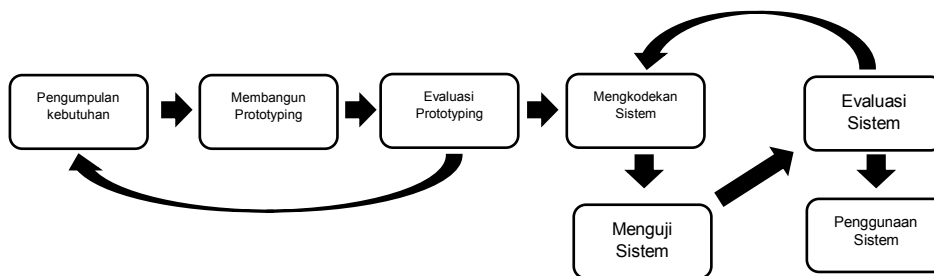 Pengumpulan
kebutuhan
Membangun
Prototyping
Evaluasi
Prototyping
Mengkodekan
Sistem
Menguji
Sistem
Evaluasi
Sistem
Penggunaan
Sistem